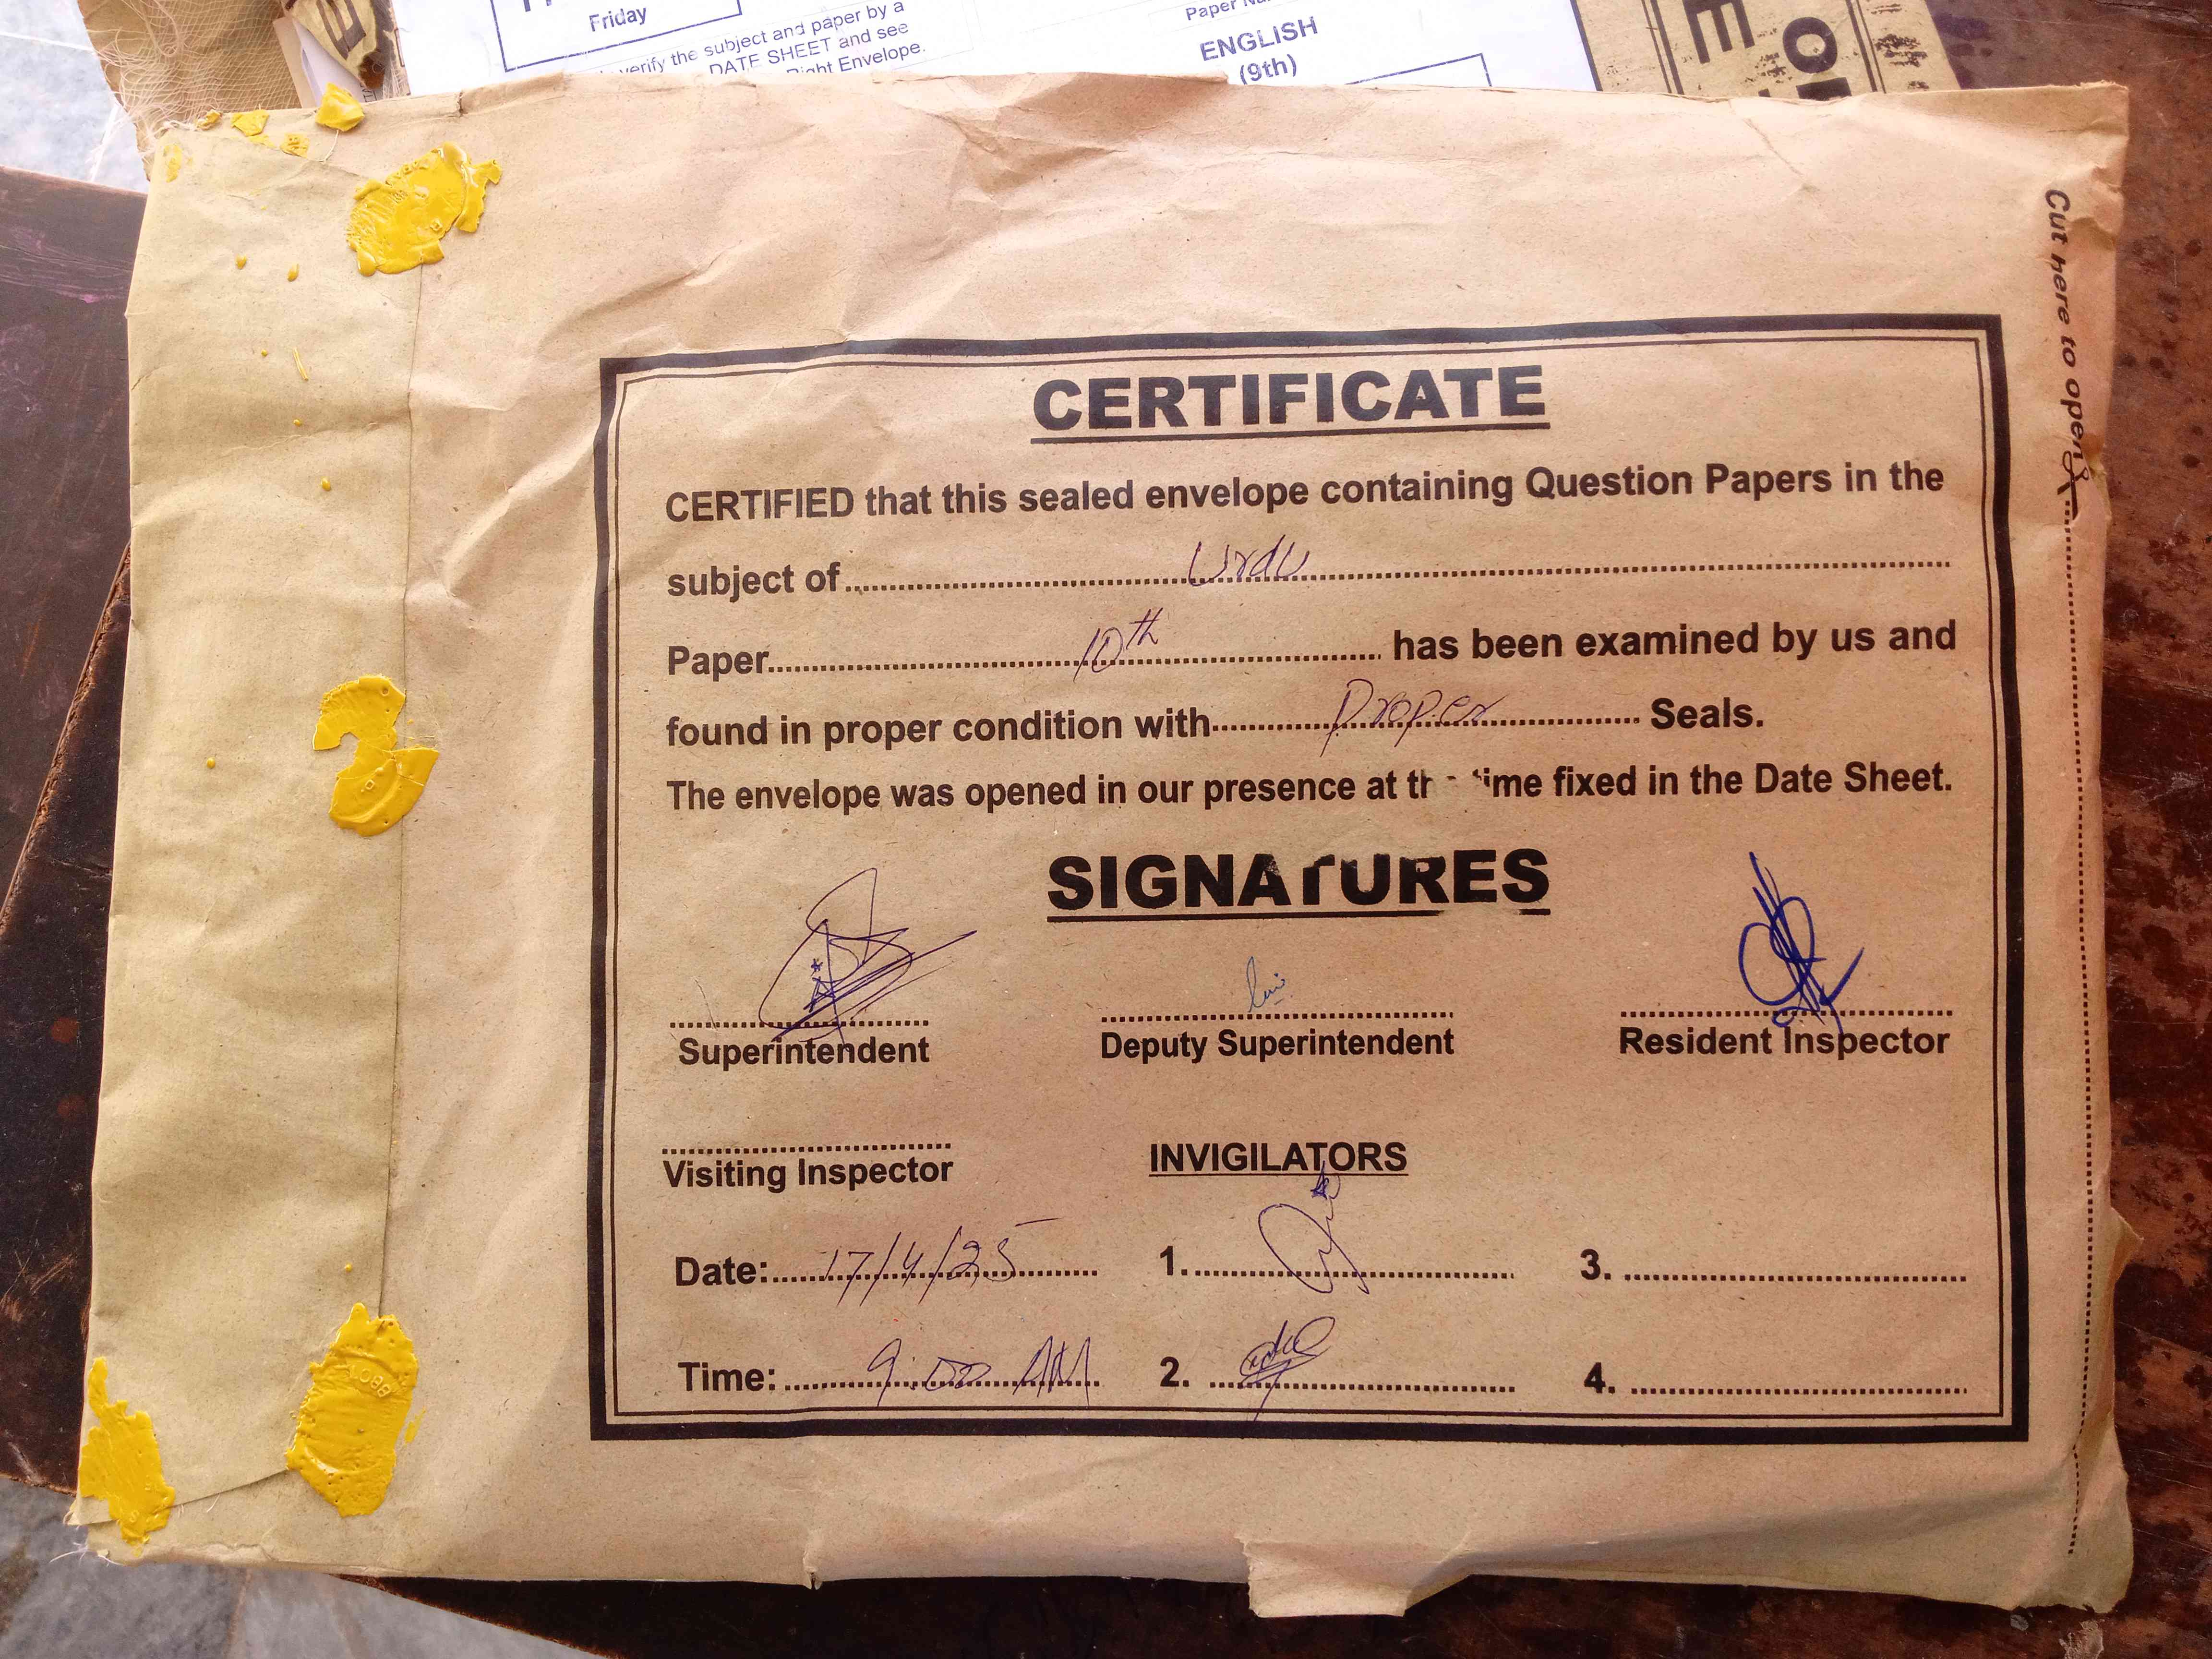 Friday
verify the subject and paper by a
DATE SHEET and see
Right Envelope.
ENGLISH
(9th)
Cut here to open
CERTIFICATE
CERTIFIED that this sealed envelope containing Question Papers in the
subject of Urdu
Paper 10th has been examined by us and
found in proper condition with Proper Seals.
The envelope was opened in our presence at the time fixed in the Date Sheet.
SIGNATURES
Superintendent Deputy Superintendent Resident Inspector
Visiting Inspector INVIGILATORS
Date: 17/4/25 1. 3.
Time: 9:00 AM 2. 4.